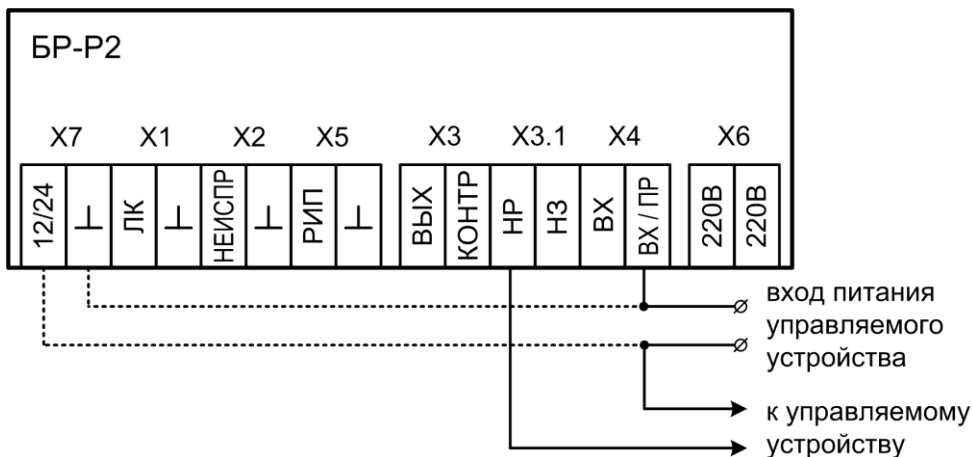 БР-Р2
X7 X1 X2 X5 X3 X3.1 X4 X6
12/24 ⊥ ЛК ⊥ НЕИСПР ⊥ РИП ⊥ ВЫХ КОНТР НР НЗ ВХ ВХ / ПР 220В 220В
вход питания
управляемого
устройства
к управляемому
устройству